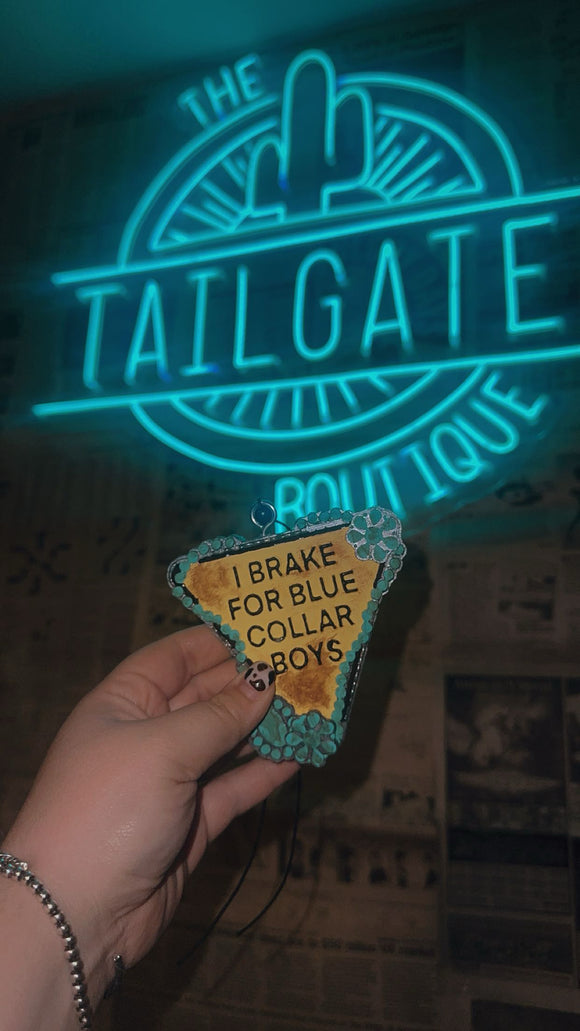 THE
TAILGATE
BOUTIQUE
I BRAKE
FOR BLUE
COLLAR
BOYS